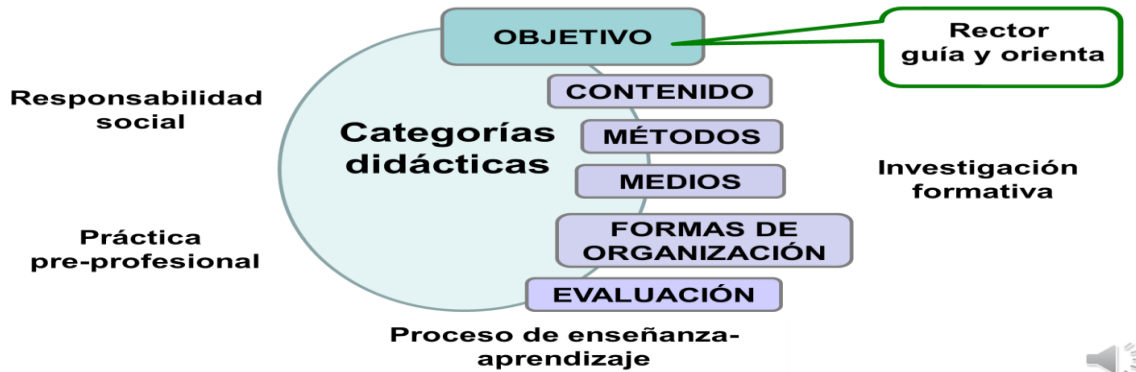 OBJETIVO
Rector
guía y orienta
CONTENIDO
Responsabilidad
social
Categorías
didácticas
MÉTODOS
MEDIOS
Investigación
formativa
FORMAS DE
ORGANIZACIÓN
Práctica
pre-profesional
EVALUACIÓN
Proceso de enseñanza-
aprendizaje